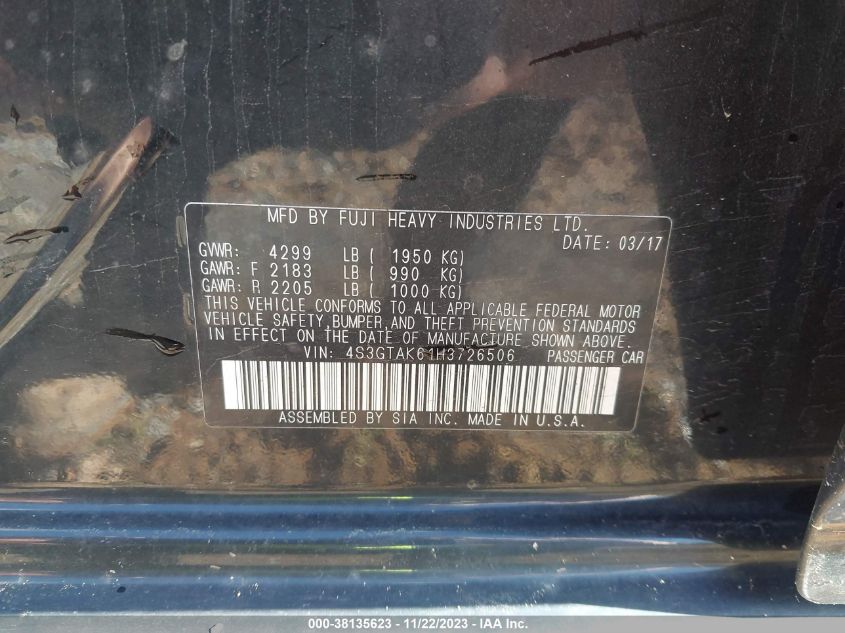 MFD BY FUJI HEAVY INDUSTRIES LTD.
DATE: 03/17
GVWR: 4299 LB ( 1950 KG)
GAWR: F 2183 LB ( 990 KG)
GAWR: R 2205 LB ( 1000 KG)
THIS VEHICLE CONFORMS TO ALL APPLICABLE FEDERAL MOTOR
VEHICLE SAFETY,BUMPER,AND THEFT PREVENTION STANDARDS
IN EFFECT ON THE DATE OF MANUFACTURE SHOWN ABOVE.
VIN: 4S3GTAK61H3726506 PASSENGER CAR
ASSEMBLED BY SIA INC. MADE IN U.S.A.
000-38135623 - 11/22/2023 - IAA Inc.